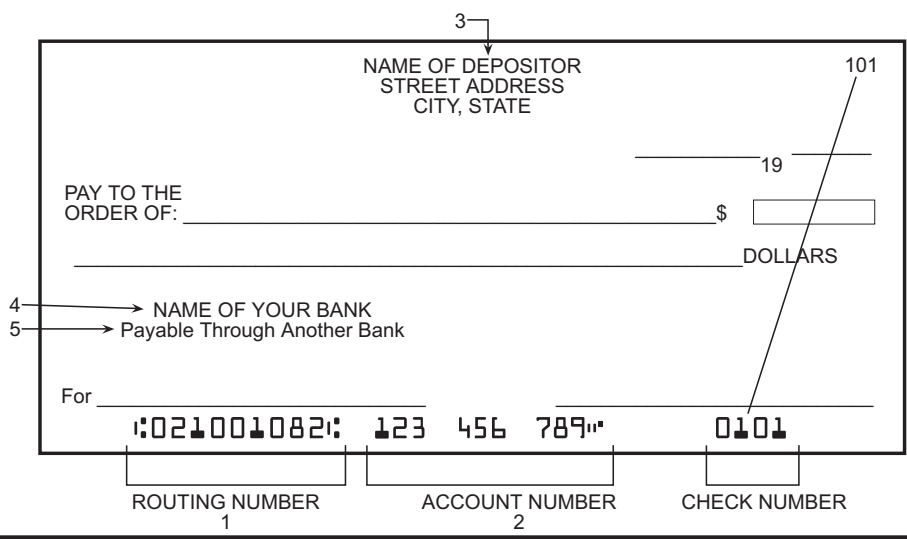 3
NAME OF DEPOSITOR
STREET ADDRESS
CITY, STATE
101
19
PAY TO THE
ORDER OF: $
DOLLARS
4 NAME OF YOUR BANK
5 Payable Through Another Bank
For
⑆021001082⑆ 123 456 789⑈ 0101
ROUTING NUMBER ACCOUNT NUMBER CHECK NUMBER
1 2